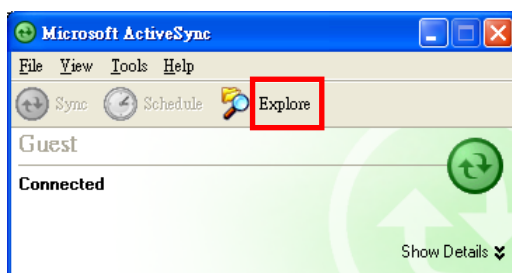 Microsoft ActiveSync
File View Tools Help
Sync Schedule Explore
Guest
Connected
Show Details